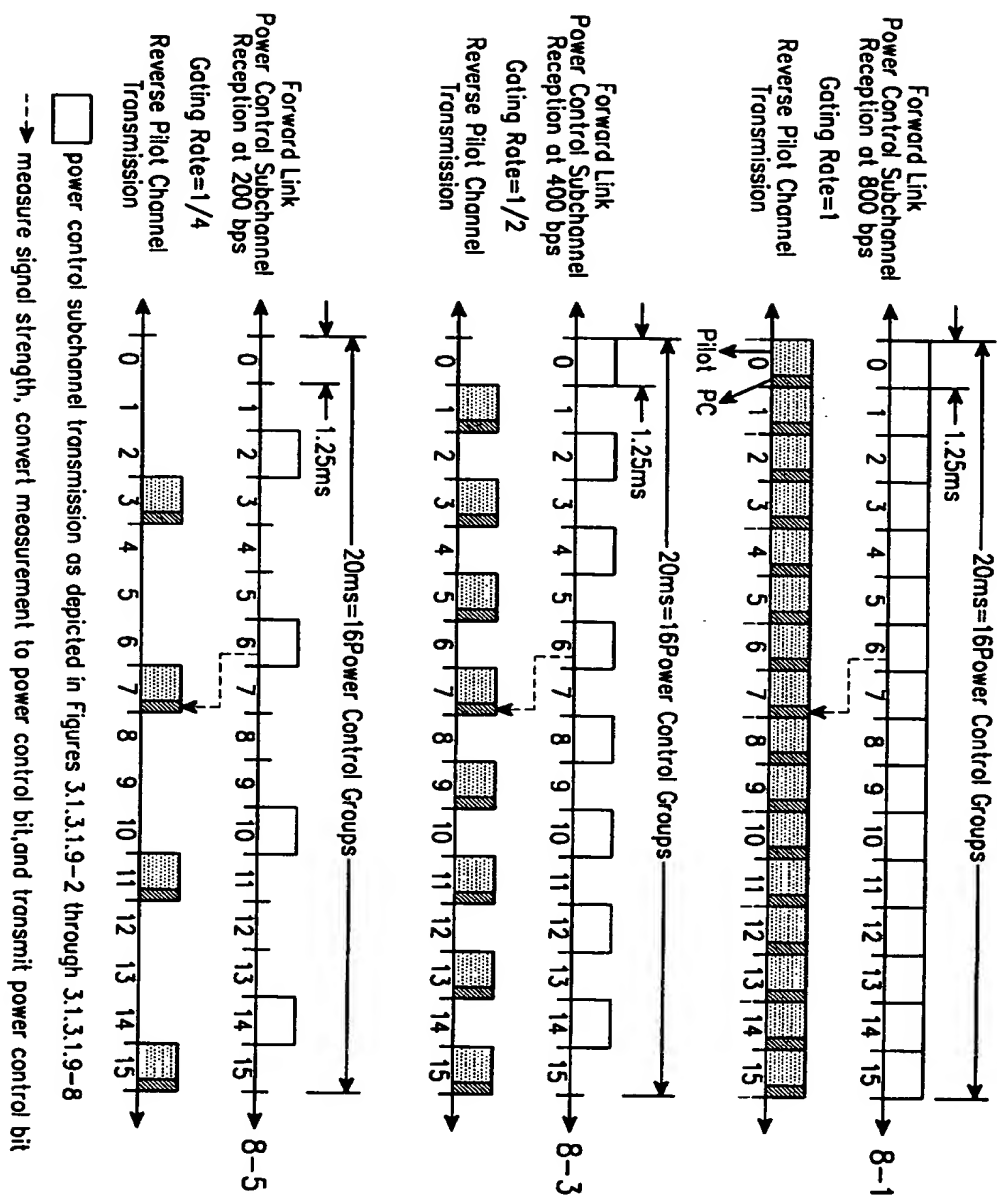 Forward Link
Power Control Subchannel
Reception at 800 bps
Gating Rate=1
Reverse Pilot Channel
Transmission
20ms=16Power Control Groups
1.25ms
0 1 2 3 4 5 6 7 8 9 10 11 12 13 14 15
8-1
0 1 2 3 4 5 6 7 8 9 10 11 12 13 14 15
Pilot PC
Forward Link
Power Control Subchannel
Reception at 400 bps
Gating Rate=1/2
Reverse Pilot Channel
Transmission
20ms=16Power Control Groups
1.25ms
0 1 2 3 4 5 6 7 8 9 10 11 12 13 14 15
8-3
1 2 3 4 5 6 7 8 9 10 11 12 13 14 15
Forward Link
Power Control Subchannel
Reception at 200 bps
Gating Rate=1/4
Reverse Pilot Channel
Transmission
20ms=16Power Control Groups
1.25ms
0 1 2 3 4 5 6 7 8 9 10 11 12 13 14 15
8-5
0 1 2 3 4 5 6 7 8 9 10 11 12 13 14 15
power control subchannel transmission as depicted in Figures 3.1.3.1.9-2 through 3.1.3.1.9-8
measure signal strength, convert measurement to power control bit,and transmit power control bit